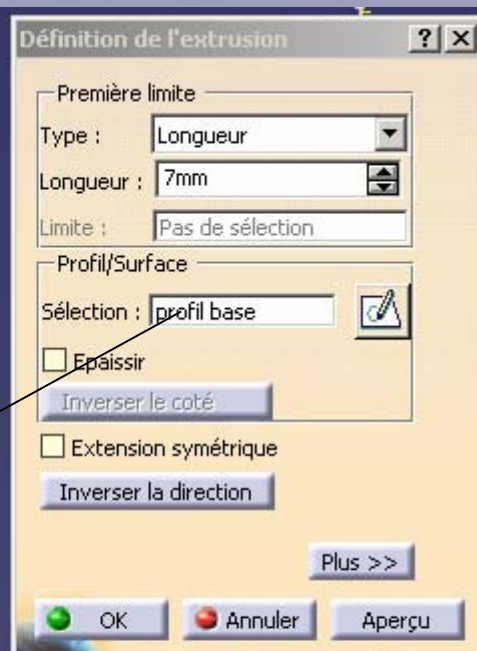 Définition de l'extrusion ? X
Première limite
Type : Longueur
Longueur : 7mm
Limite : Pas de sélection
Profil/Surface
Sélection : profil base
Epaissir
Inverser le coté
Extension symétrique
Inverser la direction
Plus >>
OK Annuler Aperçu